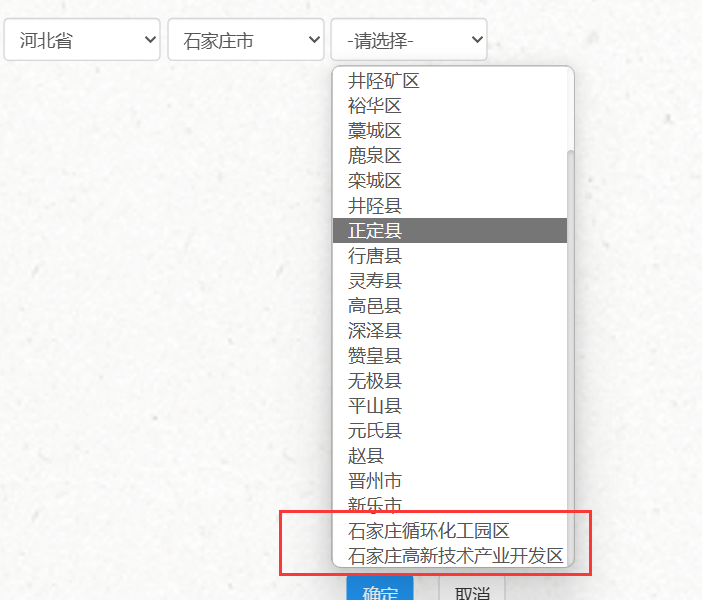 河北省 石家庄市 -请选择-
井陉矿区
裕华区
藁城区
鹿泉区
栾城区
井陉县
正定县
行唐县
灵寿县
高邑县
深泽县
赞皇县
无极县
平山县
元氏县
赵县
晋州市
新乐市
石家庄循环化工园区
石家庄高新技术产业开发区
确定 取消